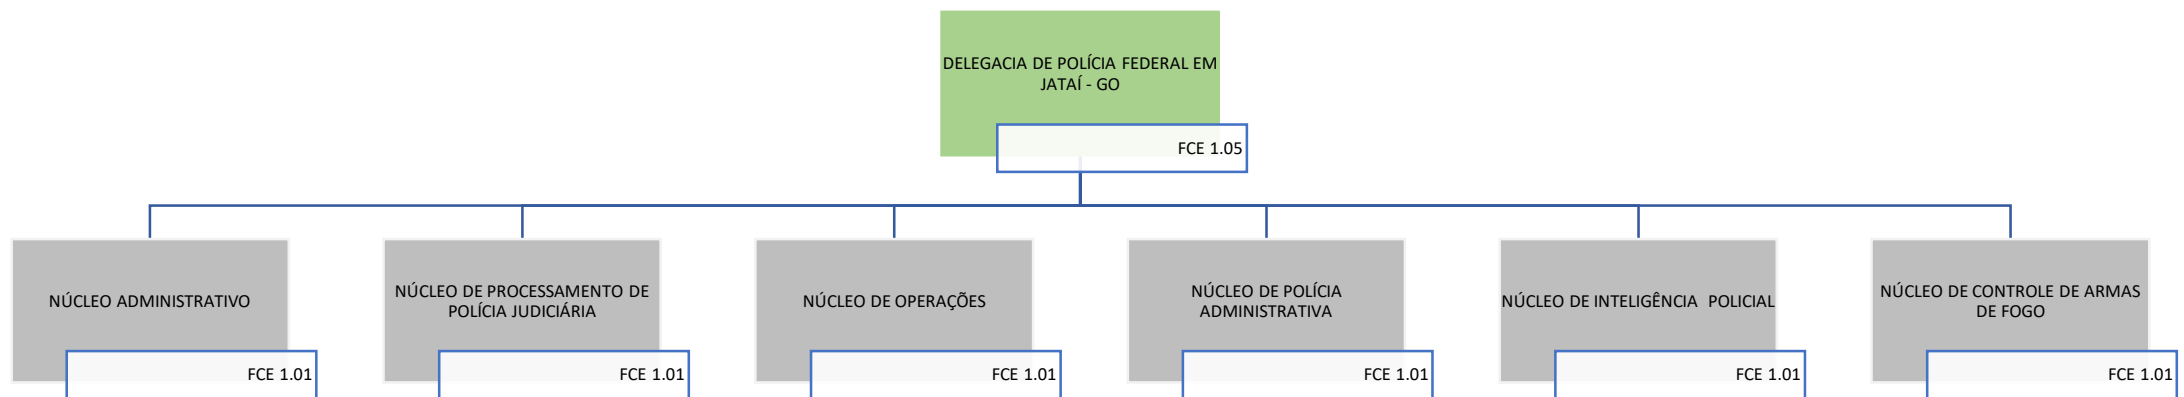 DELEGACIA DE POLÍCIA FEDERAL EM
JATAÍ - GO
FCE 1.05
NÚCLEO ADMINISTRATIVO
FCE 1.01
NÚCLEO DE PROCESSAMENTO DE
POLÍCIA JUDICIÁRIA
FCE 1.01
NÚCLEO DE OPERAÇÕES
FCE 1.01
NÚCLEO DE POLÍCIA
ADMINISTRATIVA
FCE 1.01
NÚCLEO DE INTELIGÊNCIA POLICIAL
FCE 1.01
NÚCLEO DE CONTROLE DE ARMAS
DE FOGO
FCE 1.01